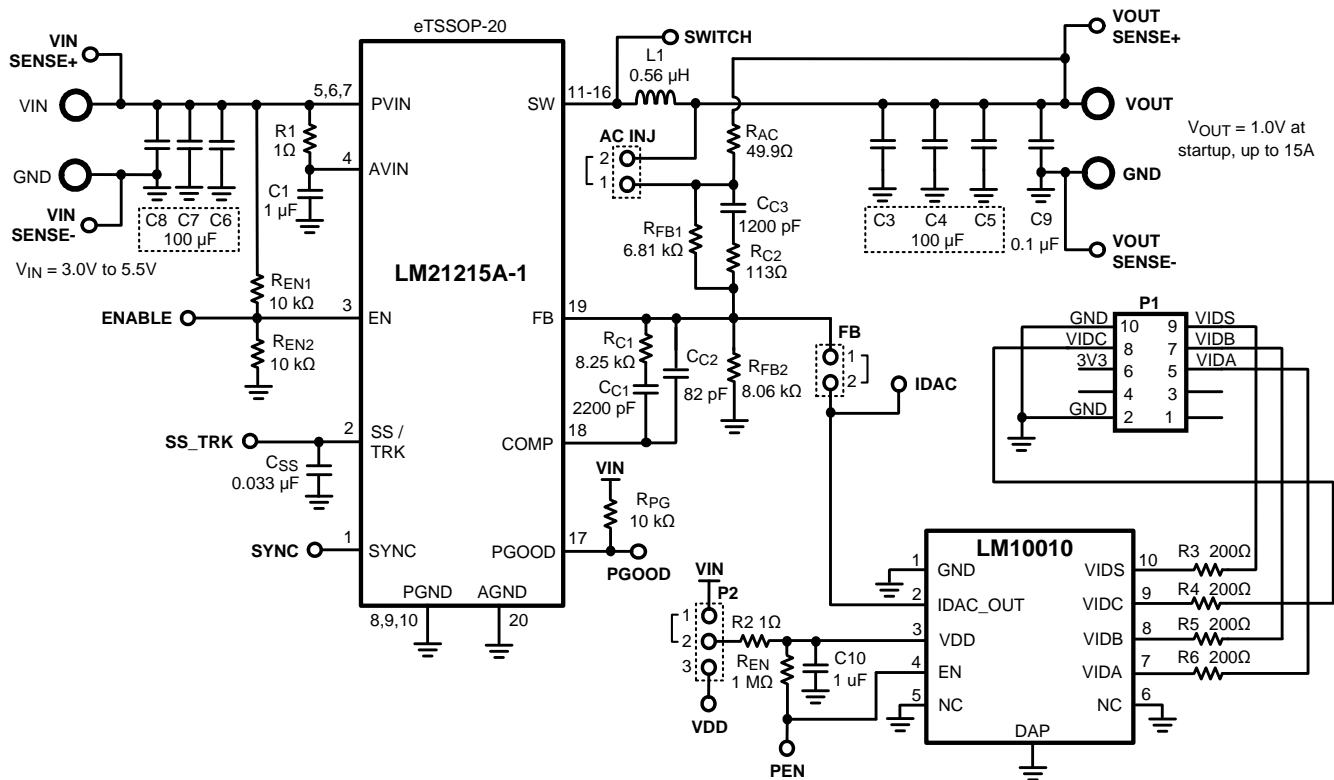 eTSSOP-20
VIN
SENSE+
VIN
GND
VIN
SENSE-
VIN = 3.0V to 5.5V
C8 C7 C6
100 µF
5,6,7
PVIN
R1
1Ω
4
AVIN
C1
1 µF
REN1
10 kΩ
ENABLE
3
EN
REN2
10 kΩ
SS_TRK
2
SS /
TRK
CSS
0.033 µF
SYNC
1
SYNC
LM21215A-1
PGND
8,9,10
AGND
20
SW
11-16
SWITCH
L1
0.56 µH
AC INJ
2
1
RAC
49.9Ω
CC3
1200 pF
RFB1
6.81 kΩ
RC2
113Ω
FB
19
RC1
8.25 kΩ
CC1
2200 pF
CC2
82 pF
RFB2
8.06 kΩ
COMP
18
VIN
RPG
10 kΩ
PGOOD
17
PGOOD
FB
1
2
IDAC
VOUT
SENSE+
VOUT
VOUT = 1.0V at
startup, up to 15A
GND
C3 C4 C5
100 µF
C9
0.1 µF
VOUT
SENSE-
P1
GND 10 9 VIDS
VIDC 8 7 VIDB
3V3 6 5 VIDA
4 3
GND 2 1
VIN
P2
1
2
3
VDD
R2 1Ω
REN
1 MΩ
C10
1 uF
PEN
LM10010
1
GND
2
IDAC_OUT
3
VDD
4
EN
5
NC
DAP
VIDS
10
R3 200Ω
VIDC
9
R4 200Ω
VIDB
8
R5 200Ω
VIDA
7
R6 200Ω
NC
6